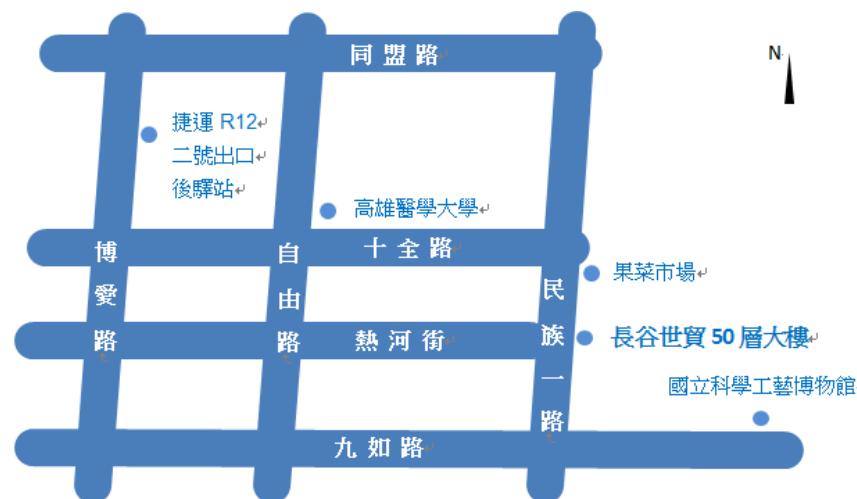 同盟路
N
捷運 R12
二號出口
後驛站
高雄醫學大學
博愛路
自由路
十全路
民族一路
果菜市場
熱河街
長谷世貿 50 層大樓
國立科學工藝博物館
九如路